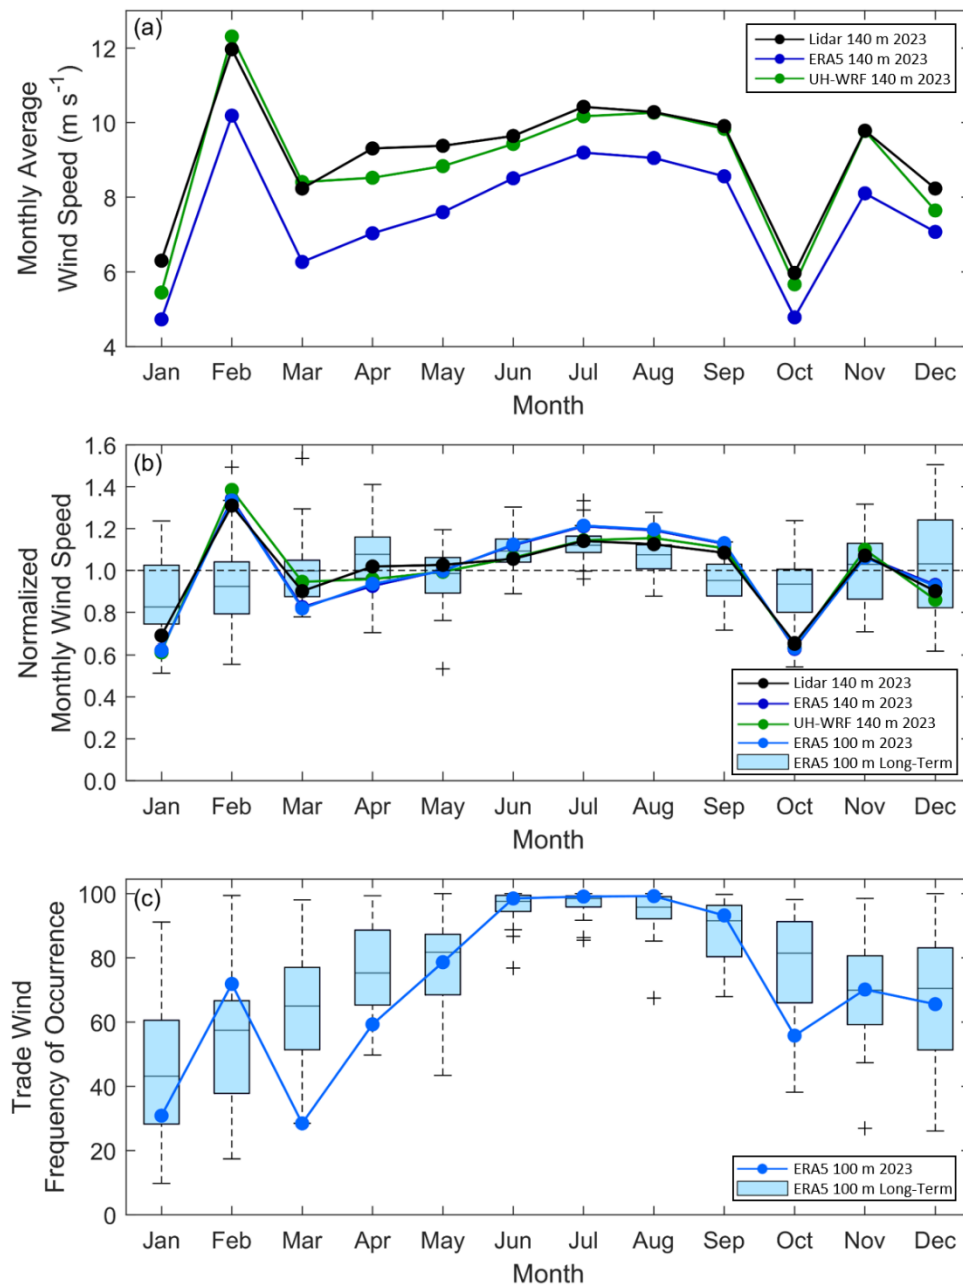 (a)
Lidar 140 m 2023
ERA5 140 m 2023
UH-WRF 140 m 2023
Monthly Average
Wind Speed (m s⁻¹)
12
10
8
6
4
Jan Feb Mar Apr May Jun Jul Aug Sep Oct Nov Dec
Month
(b)
Normalized
Monthly Wind Speed
1.6
1.4
1.2
1.0
0.8
0.6
0.4
0.2
0.0
Lidar 140 m 2023
ERA5 140 m 2023
UH-WRF 140 m 2023
ERA5 100 m 2023
ERA5 100 m Long-Term
Jan Feb Mar Apr May Jun Jul Aug Sep Oct Nov Dec
Month
(c)
Trade Wind
Frequency of Occurrence
100
80
60
40
20
0
ERA5 100 m 2023
ERA5 100 m Long-Term
Jan Feb Mar Apr May Jun Jul Aug Sep Oct Nov Dec
Month